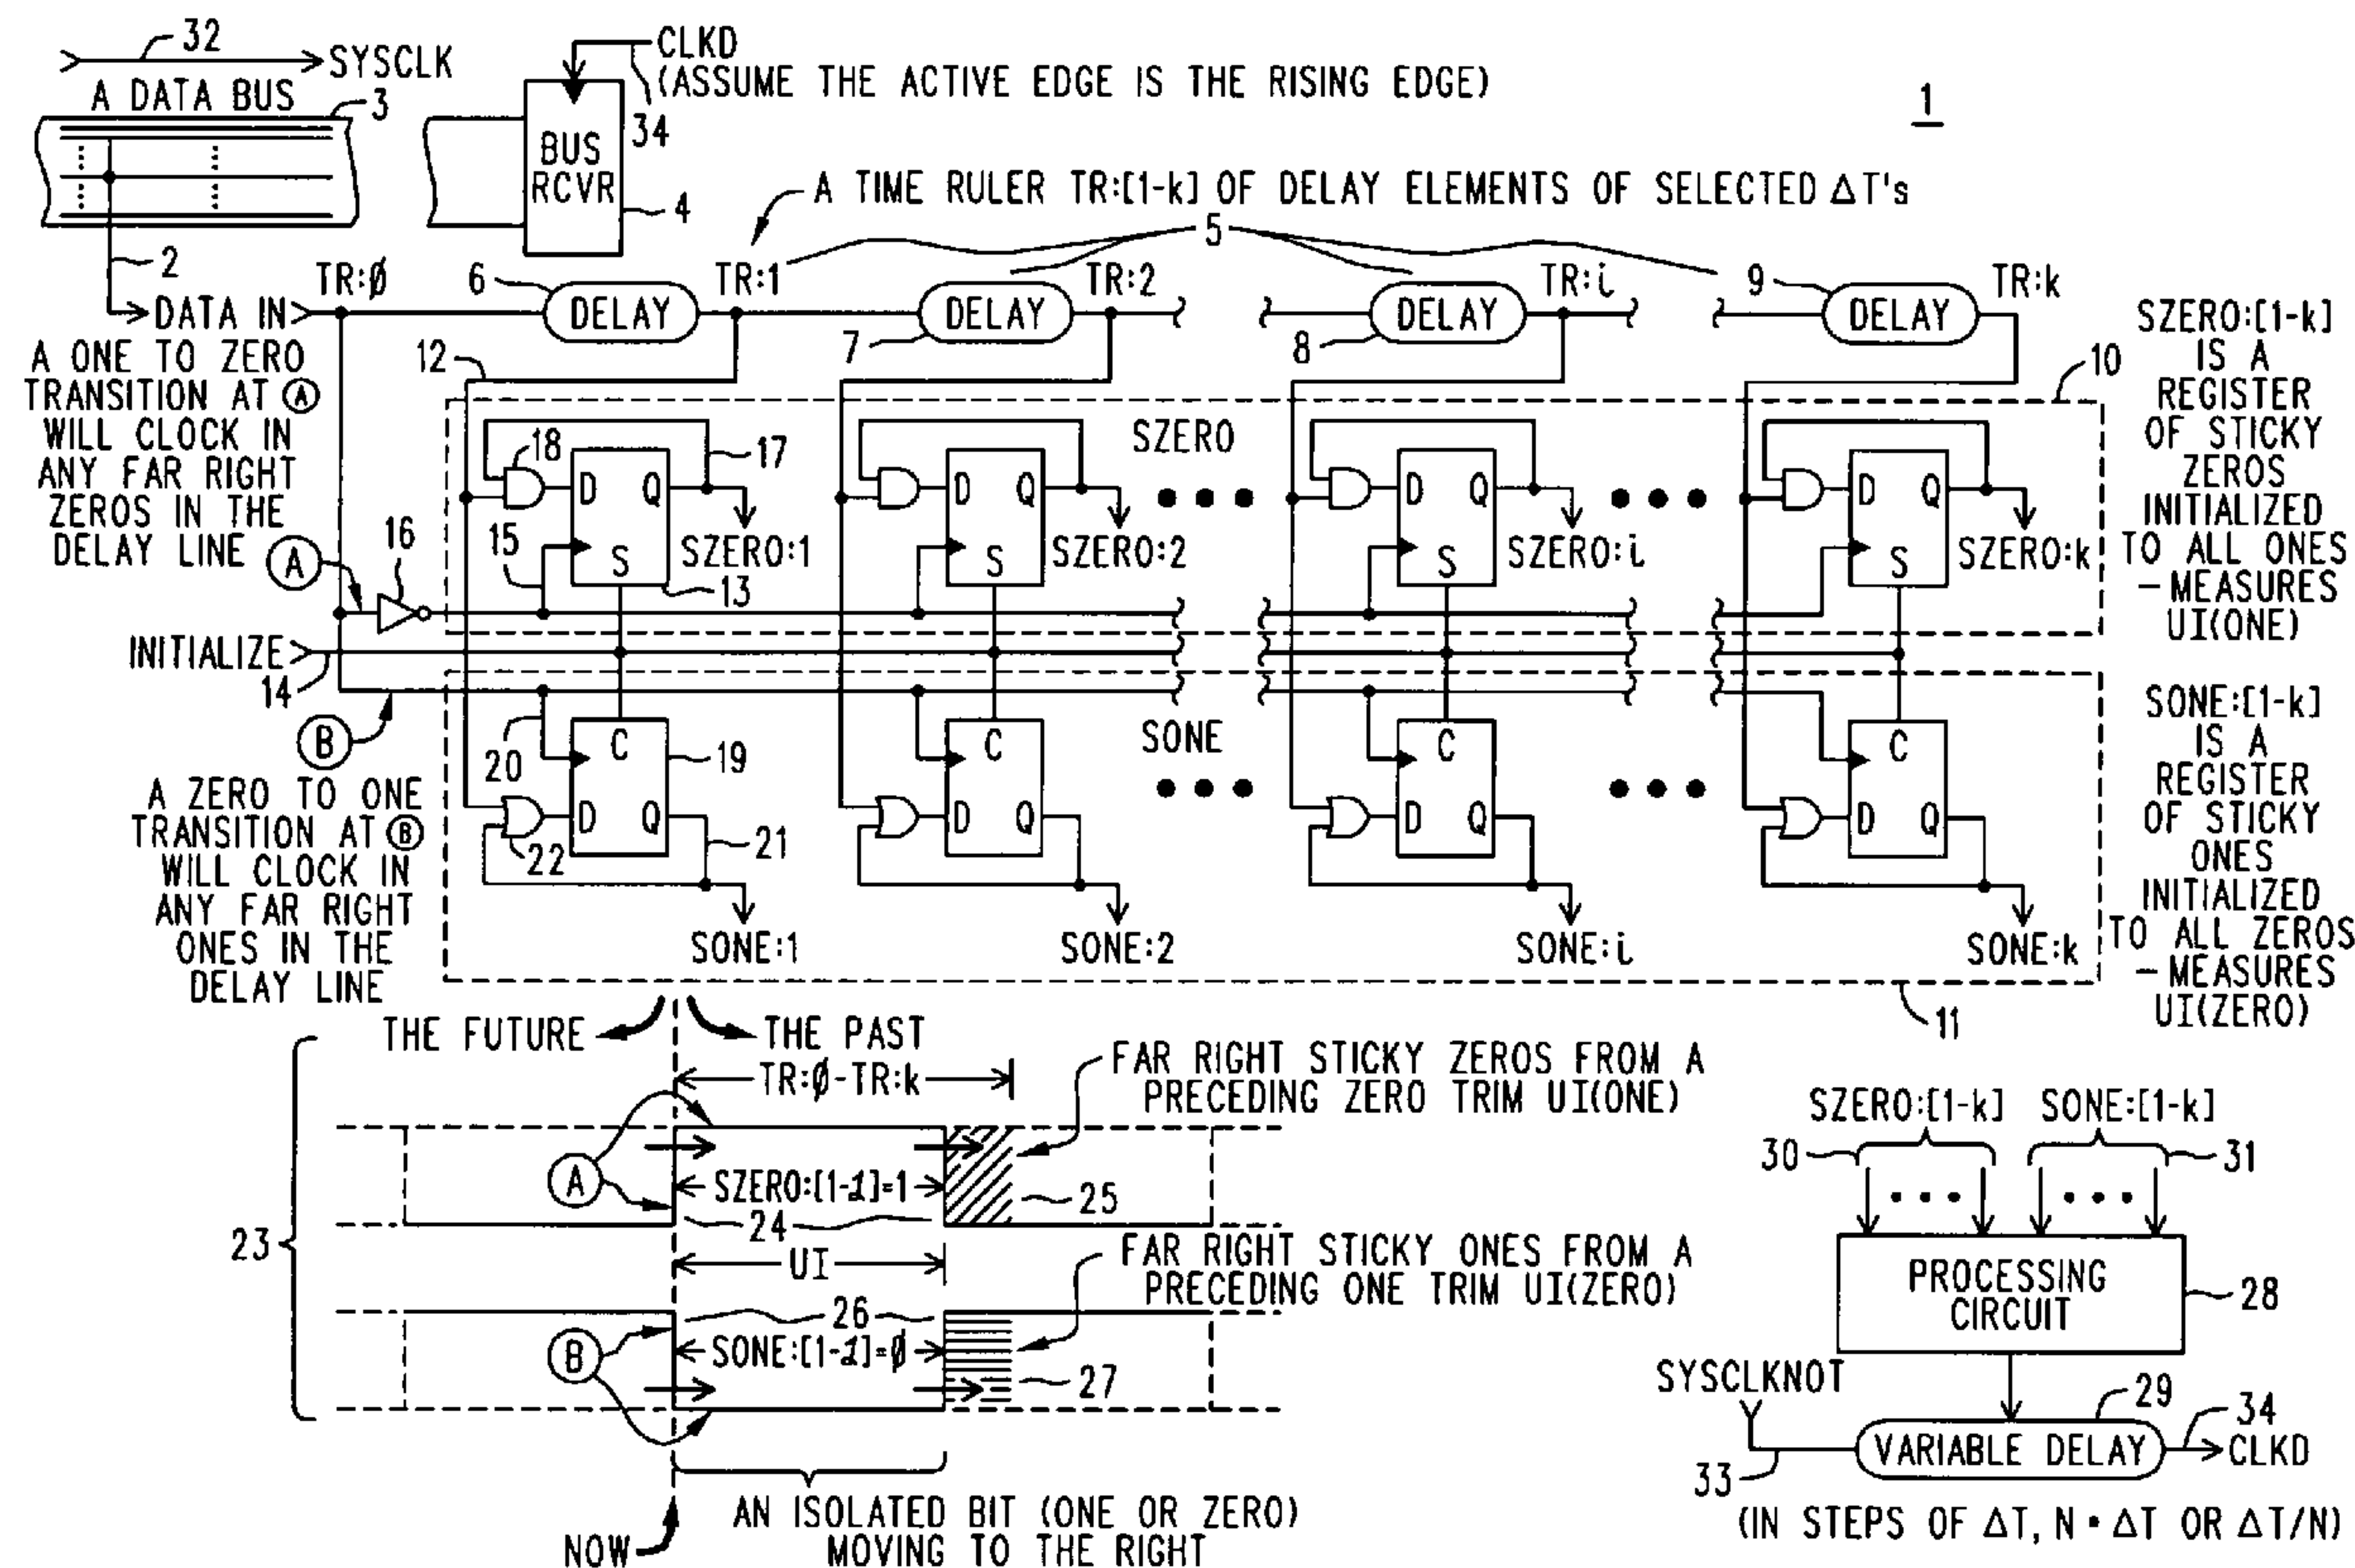 32
SYSCLK
A DATA BUS
3
CLKD
(ASSUME THE ACTIVE EDGE IS THE RISING EDGE)
34
BUS
RCVR
4
1
A TIME RULER TR:[1-k] OF DELAY ELEMENTS OF SELECTED ΔT's
5
2
TR:Ø
6
TR:1
TR:2
TR:i
9
TR:k
DATA IN
DELAY
DELAY
DELAY
DELAY
7
8
A ONE TO ZERO
TRANSITION AT Ⓐ
WILL CLOCK IN
ANY FAR RIGHT
ZEROS IN THE
DELAY LINE
A
12
10
SZERO:[1-k]
IS A
REGISTER
OF STICKY
ZEROS
INITIALIZED
TO ALL ONES
– MEASURES
UI(ONE)
SZERO
18
17
D Q
D Q
D Q
D Q
16
15
S
S
S
S
SZERO:1
SZERO:2
SZERO:i
SZERO:k
13
INITIALIZE
14
B
A ZERO TO ONE
TRANSITION AT Ⓑ
WILL CLOCK IN
ANY FAR RIGHT
ONES IN THE
DELAY LINE
SONE
C
C
C
C
20
19
D Q
D Q
D Q
D Q
22
21
SONE:1
SONE:2
SONE:i
SONE:k
SONE:[1-k]
IS A
REGISTER
OF STICKY
ONES
INITIALIZED
TO ALL ZEROS
– MEASURES
UI(ZERO)
11
THE FUTURE
THE PAST
TR:Ø-TR:k
FAR RIGHT STICKY ZEROS FROM A
PRECEDING ZERO TRIM UI(ONE)
23
A
SZERO:[1-1]=1
24
25
UI
FAR RIGHT STICKY ONES FROM A
PRECEDING ONE TRIM UI(ZERO)
26
B
SONE:[1-1]=Ø
27
AN ISOLATED BIT (ONE OR ZERO)
MOVING TO THE RIGHT
NOW
SZERO:[1-k]
SONE:[1-k]
30
31
PROCESSING
CIRCUIT
28
SYSCLKNOT
29
34
VARIABLE DELAY
CLKD
33
(IN STEPS OF ΔT, N • ΔT OR ΔT/N)